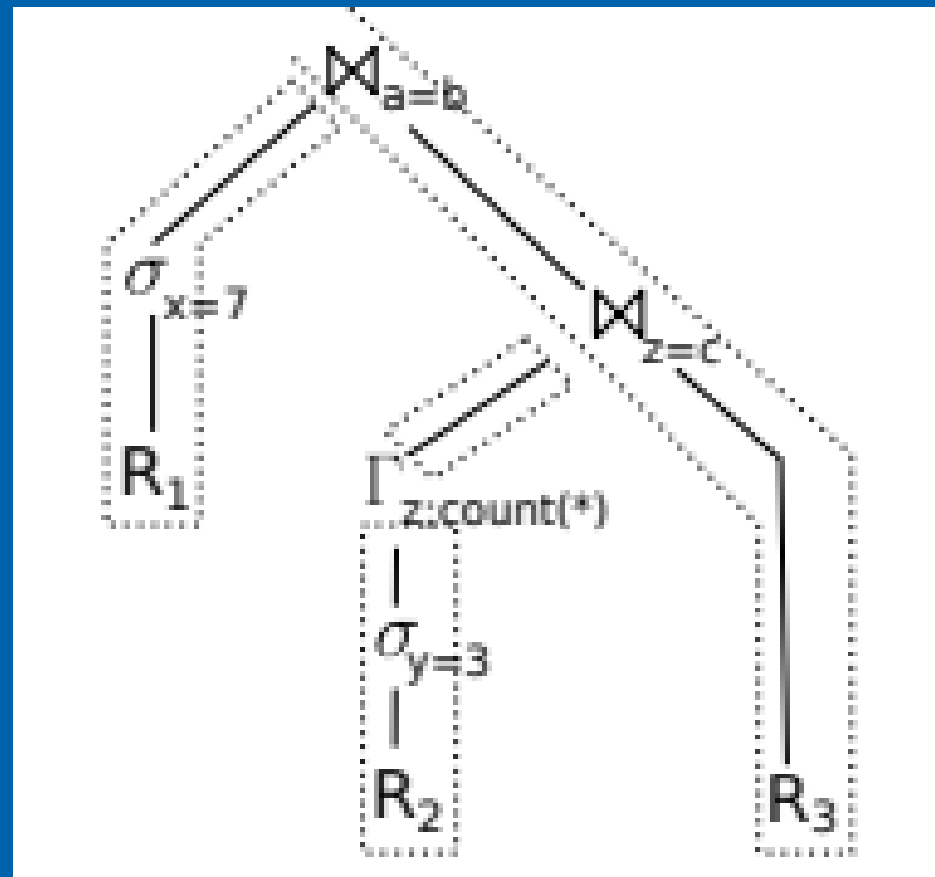 ⋈a=b
σx=7
⋈z=c
R1
Γz;count(*)
σy=3
R2
R3